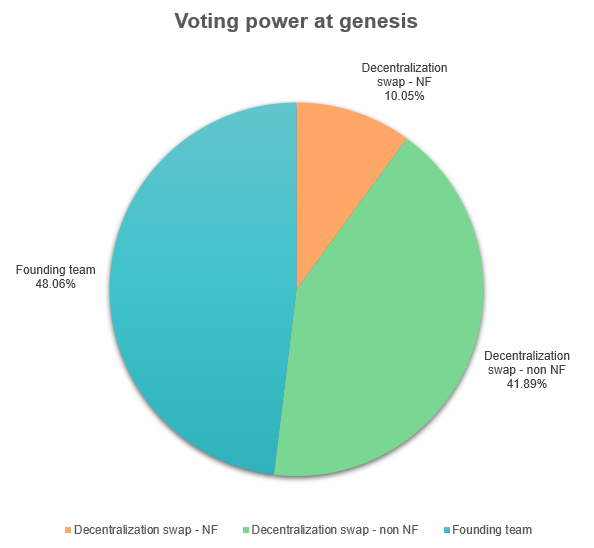 Voting power at genesis
Decentralization
swap - NF
10.05%
Founding team
48.06%
Decentralization
swap - non NF
41.89%
Decentralization swap - NF
Decentralization swap - non NF
Founding team